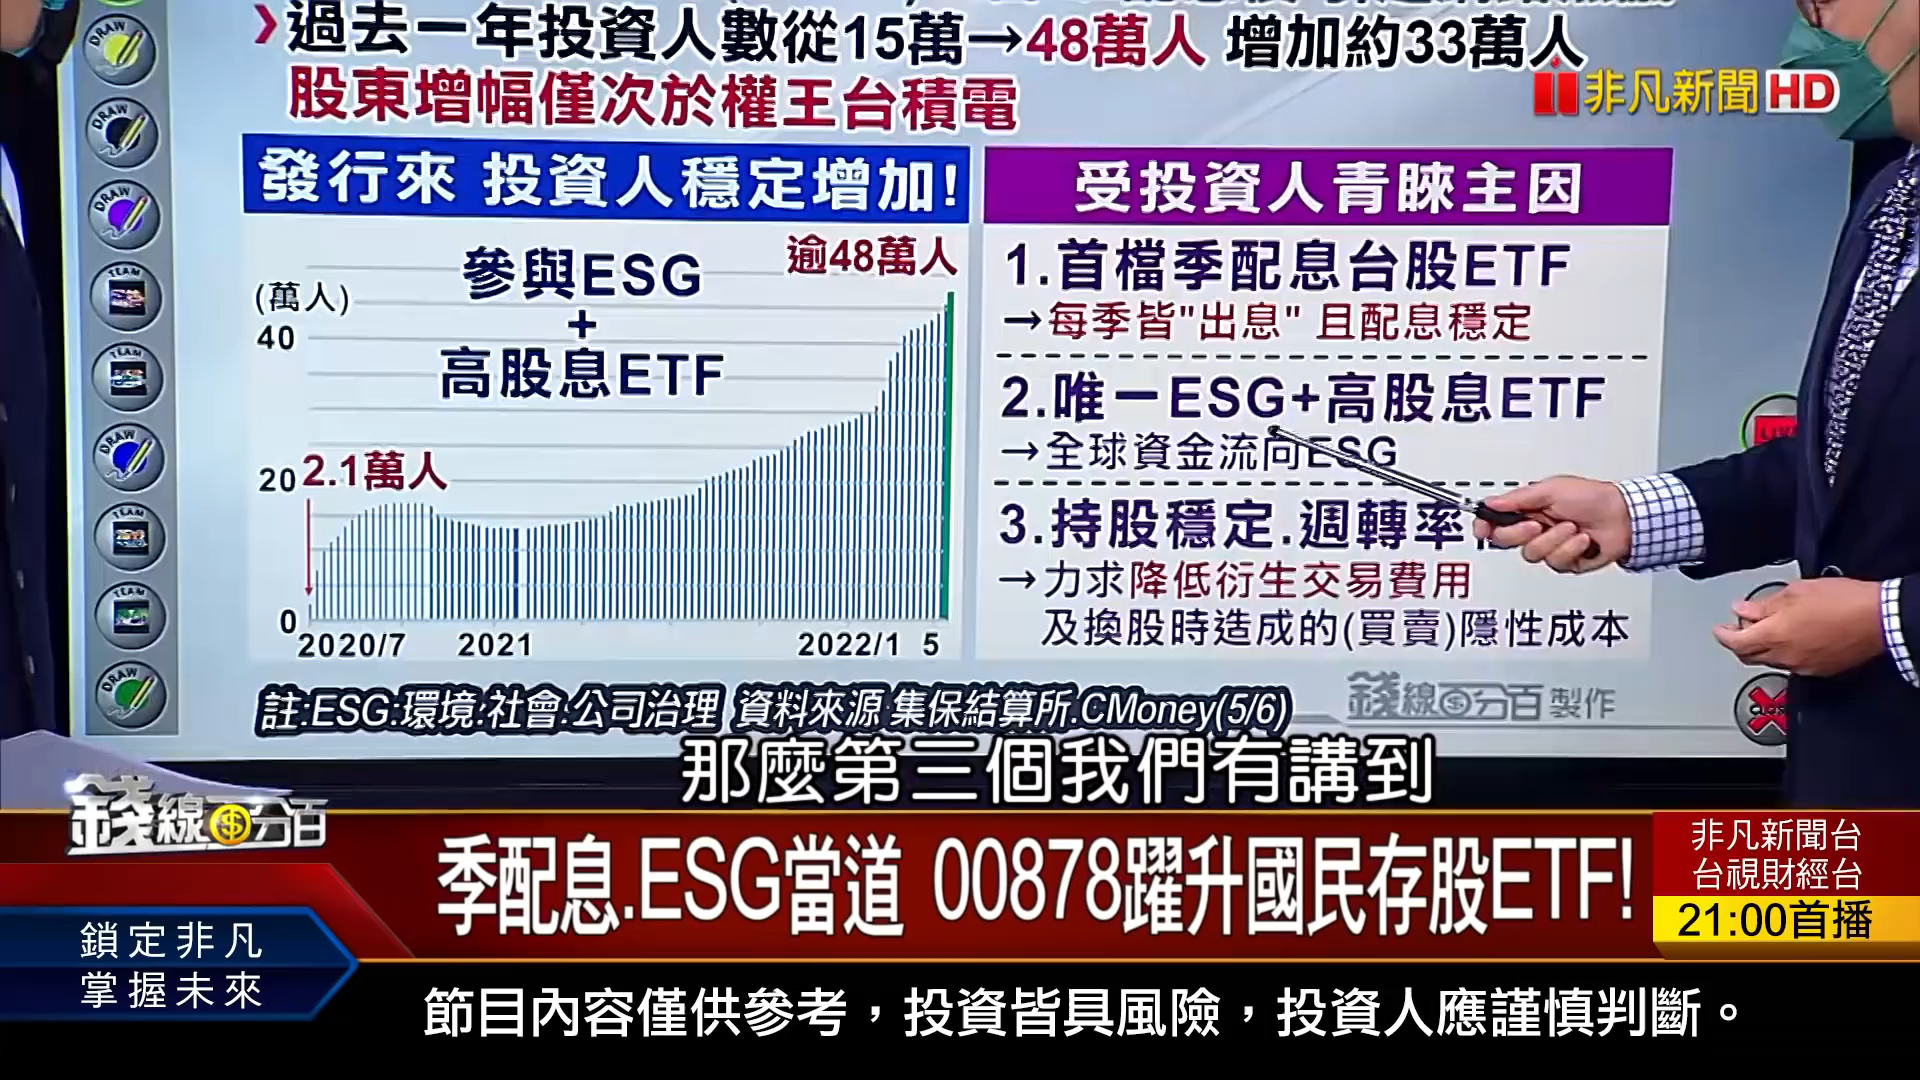 過去一年投資人數從15萬→48萬人 增加約33萬人
股東增幅僅次於權王台積電
非凡新聞HD
發行來 投資人穩定增加!
逾48萬人
參與ESG
+
高股息ETF
(萬人)
40
20
0
2.1萬人
2020/7
2021
2022/1
5
受投資人青睞主因
1.首檔季配息台股ETF
→每季皆"出息" 且配息穩定
2.唯一ESG+高股息ETF
→全球資金流向ESG
3.持股穩定.週轉率
→力求降低衍生交易費用
及換股時造成的(買賣)隱性成本
DRAW
DRAW
DRAW
TEAM
TEAM
DRAW
TEAM
TEAM
DRAW
註:ESG:環境.社會.公司治理 資料來源 集保結算所.CMoney(5/6)
錢線百分百 製作
那麼第三個我們有講到
錢線百分百
季配息.ESG當道 00878躍升國民存股ETF!
非凡新聞台
台視財經台
21:00首播
鎖定非凡
掌握未來
節目內容僅供參考，投資皆具風險，投資人應謹慎判斷。